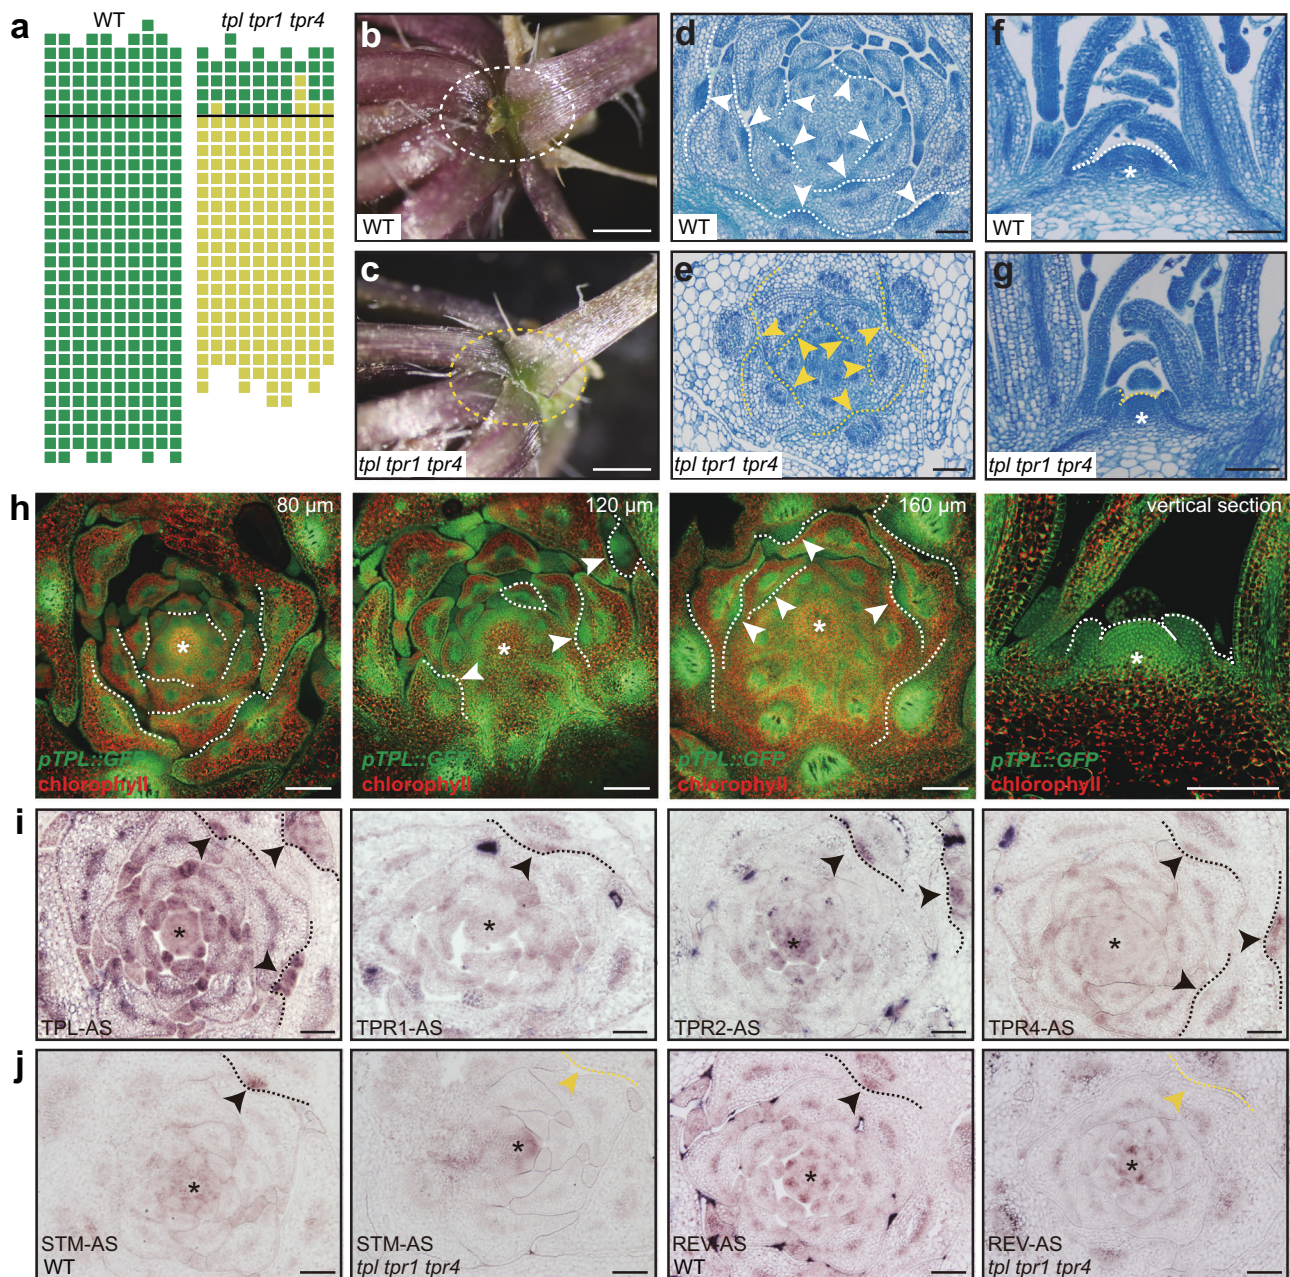 a
WT
tpl tpr1 tpr4
b
WT
d
WT
f
WT
c
tpl tpr1 tpr4
e
tpl tpr1 tpr4
g
tpl tpr1 tpr4
h
80 µm
pTPL::GFP
chlorophyll
120 µm
pTPL::GFP
chlorophyll
160 µm
pTPL::GFP
chlorophyll
vertical section
pTPL::GFP
chlorophyll
i
TPL-AS
TPR1-AS
TPR2-AS
TPR4-AS
j
STM-AS
WT
STM-AS
tpl tpr1 tpr4
REV-AS
WT
REV-AS
tpl tpr1 tpr4